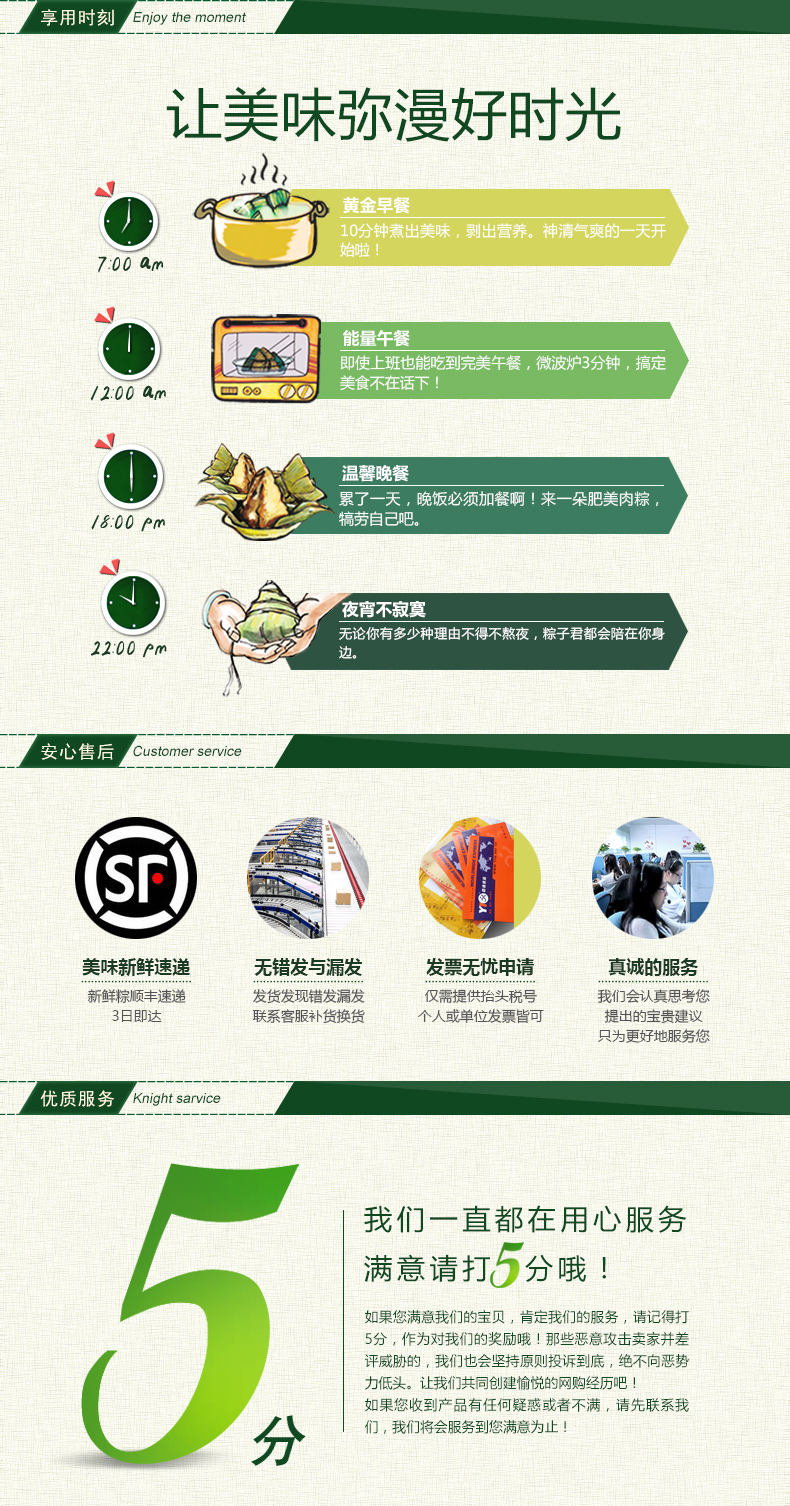 享用时刻 Enjoy the moment
让美味弥漫好时光
7:00 am
黄金早餐
10分钟煮出美味，剥出营养。神清气爽的一天开
始啦！
12:00 am
能量午餐
即使上班也能吃到完美午餐，微波炉3分钟，搞定
美食不在话下！
18:00 pm
温馨晚餐
累了一天，晚饭必须加餐啊！来一朵肥美肉粽，
犒劳自己吧。
22:00 pm
夜宵不寂寞
无论你有多少种理由不得不熬夜，粽子君都会陪在你身
边。
安心售后 Customer service
SF
美味新鲜速递
新鲜粽顺丰速递
3日即达
无错发与漏发
发货发现错发漏发
联系客服补货换货
发票无忧申请
仅需提供抬头税号
个人或单位发票皆可
真诚的服务
我们会认真思考您
提出的宝贵建议
只为更好地服务您
优质服务 Knight sarvice
5分
我们一直都在用心服务
满意请打5分哦！
如果您满意我们的宝贝，肯定我们的服务，请记得打
5分，作为对我们的奖励哦！那些恶意攻击卖家并差
评威胁的，我们也会坚持原则投诉到底，绝不向恶势
力低头。让我们共同创建愉悦的网购经历吧！
如果您收到产品有任何疑惑或者不满，请先联系我
们，我们将会服务到您满意为止！